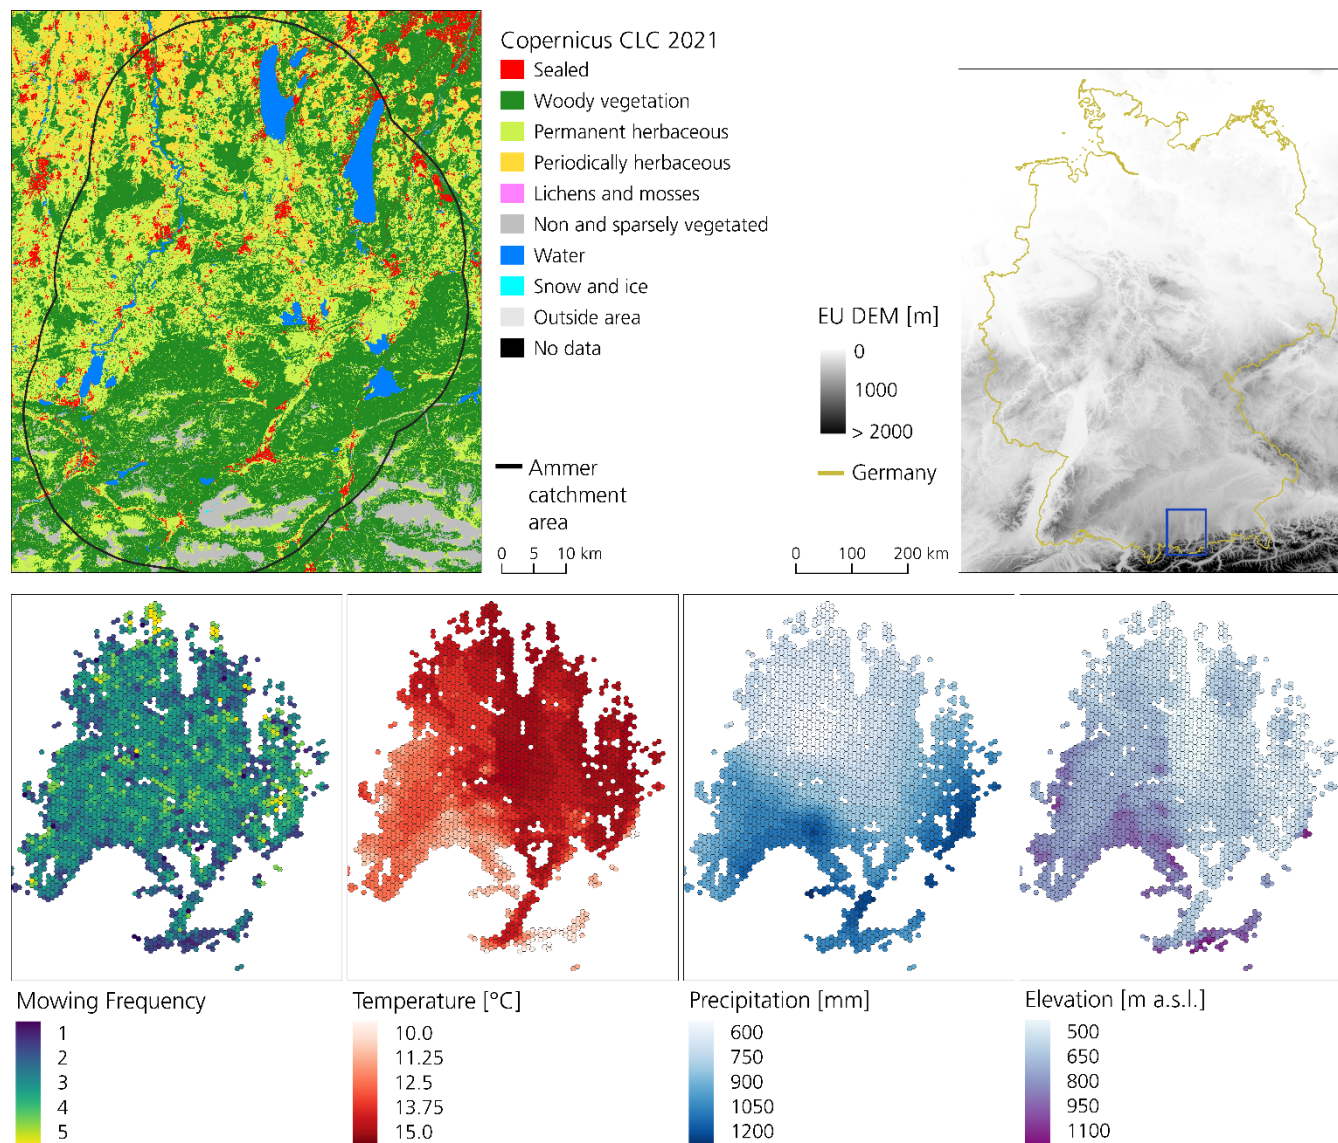 Copernicus CLC 2021
Sealed
Woody vegetation
Permanent herbaceous
Periodically herbaceous
Lichens and mosses
Non and sparsely vegetated
Water
Snow and ice
Outside area
No data
Ammer
catchment
area
0 5 10 km
EU DEM [m]
0
1000
> 2000
Germany
0 100 200 km
Mowing Frequency
1
2
3
4
5
Temperature [°C]
10.0
11.25
12.5
13.75
15.0
Precipitation [mm]
600
750
900
1050
1200
Elevation [m a.s.l.]
500
650
800
950
1100